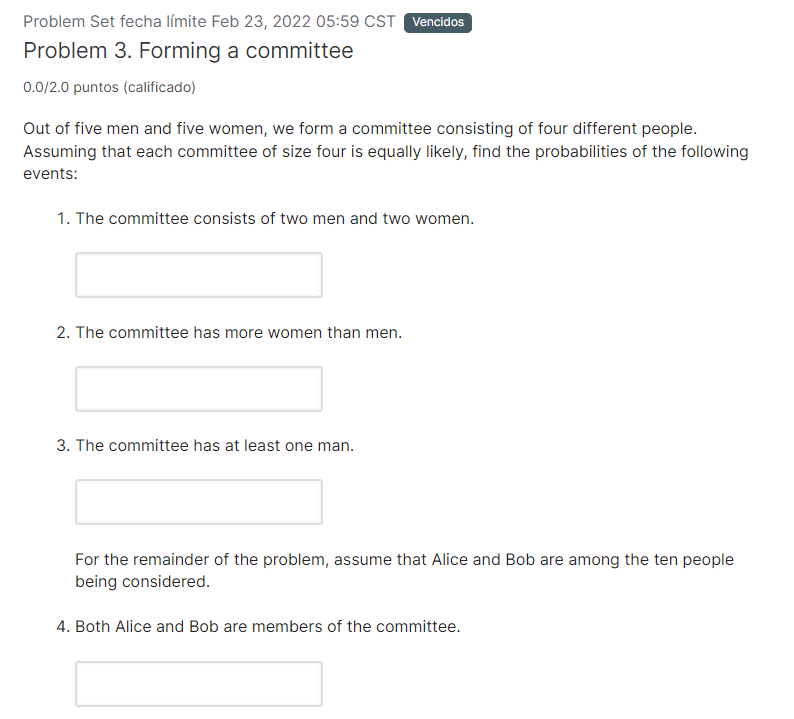 Problem Set fecha límite Feb 23, 2022 05:59 CST Vencidos
Problem 3. Forming a committee
0.0/2.0 puntos (calificado)
Out of five men and five women, we form a committee consisting of four different people.
Assuming that each committee of size four is equally likely, find the probabilities of the following
events:
1. The committee consists of two men and two women.
2. The committee has more women than men.
3. The committee has at least one man.
For the remainder of the problem, assume that Alice and Bob are among the ten people
being considered.
4. Both Alice and Bob are members of the committee.